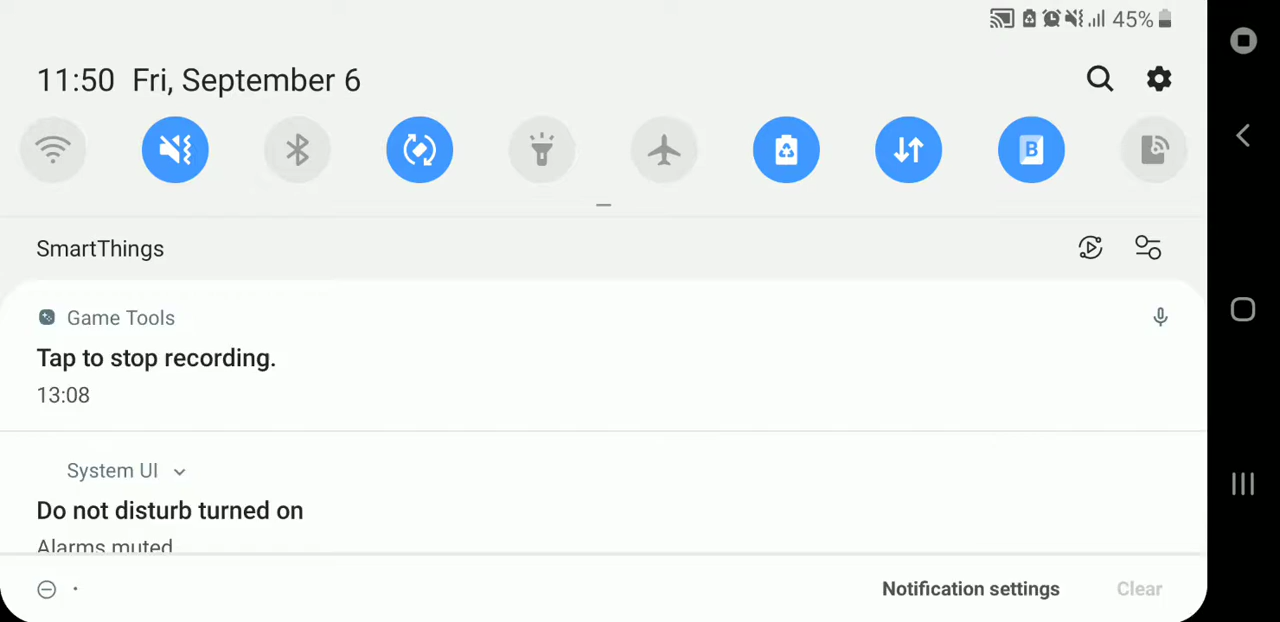 45%
11:50 Fri, September 6
B
SmartThings
Game Tools
Tap to stop recording.
13:08
System UI
Do not disturb turned on
Alarms muted
Notification settings
Clear